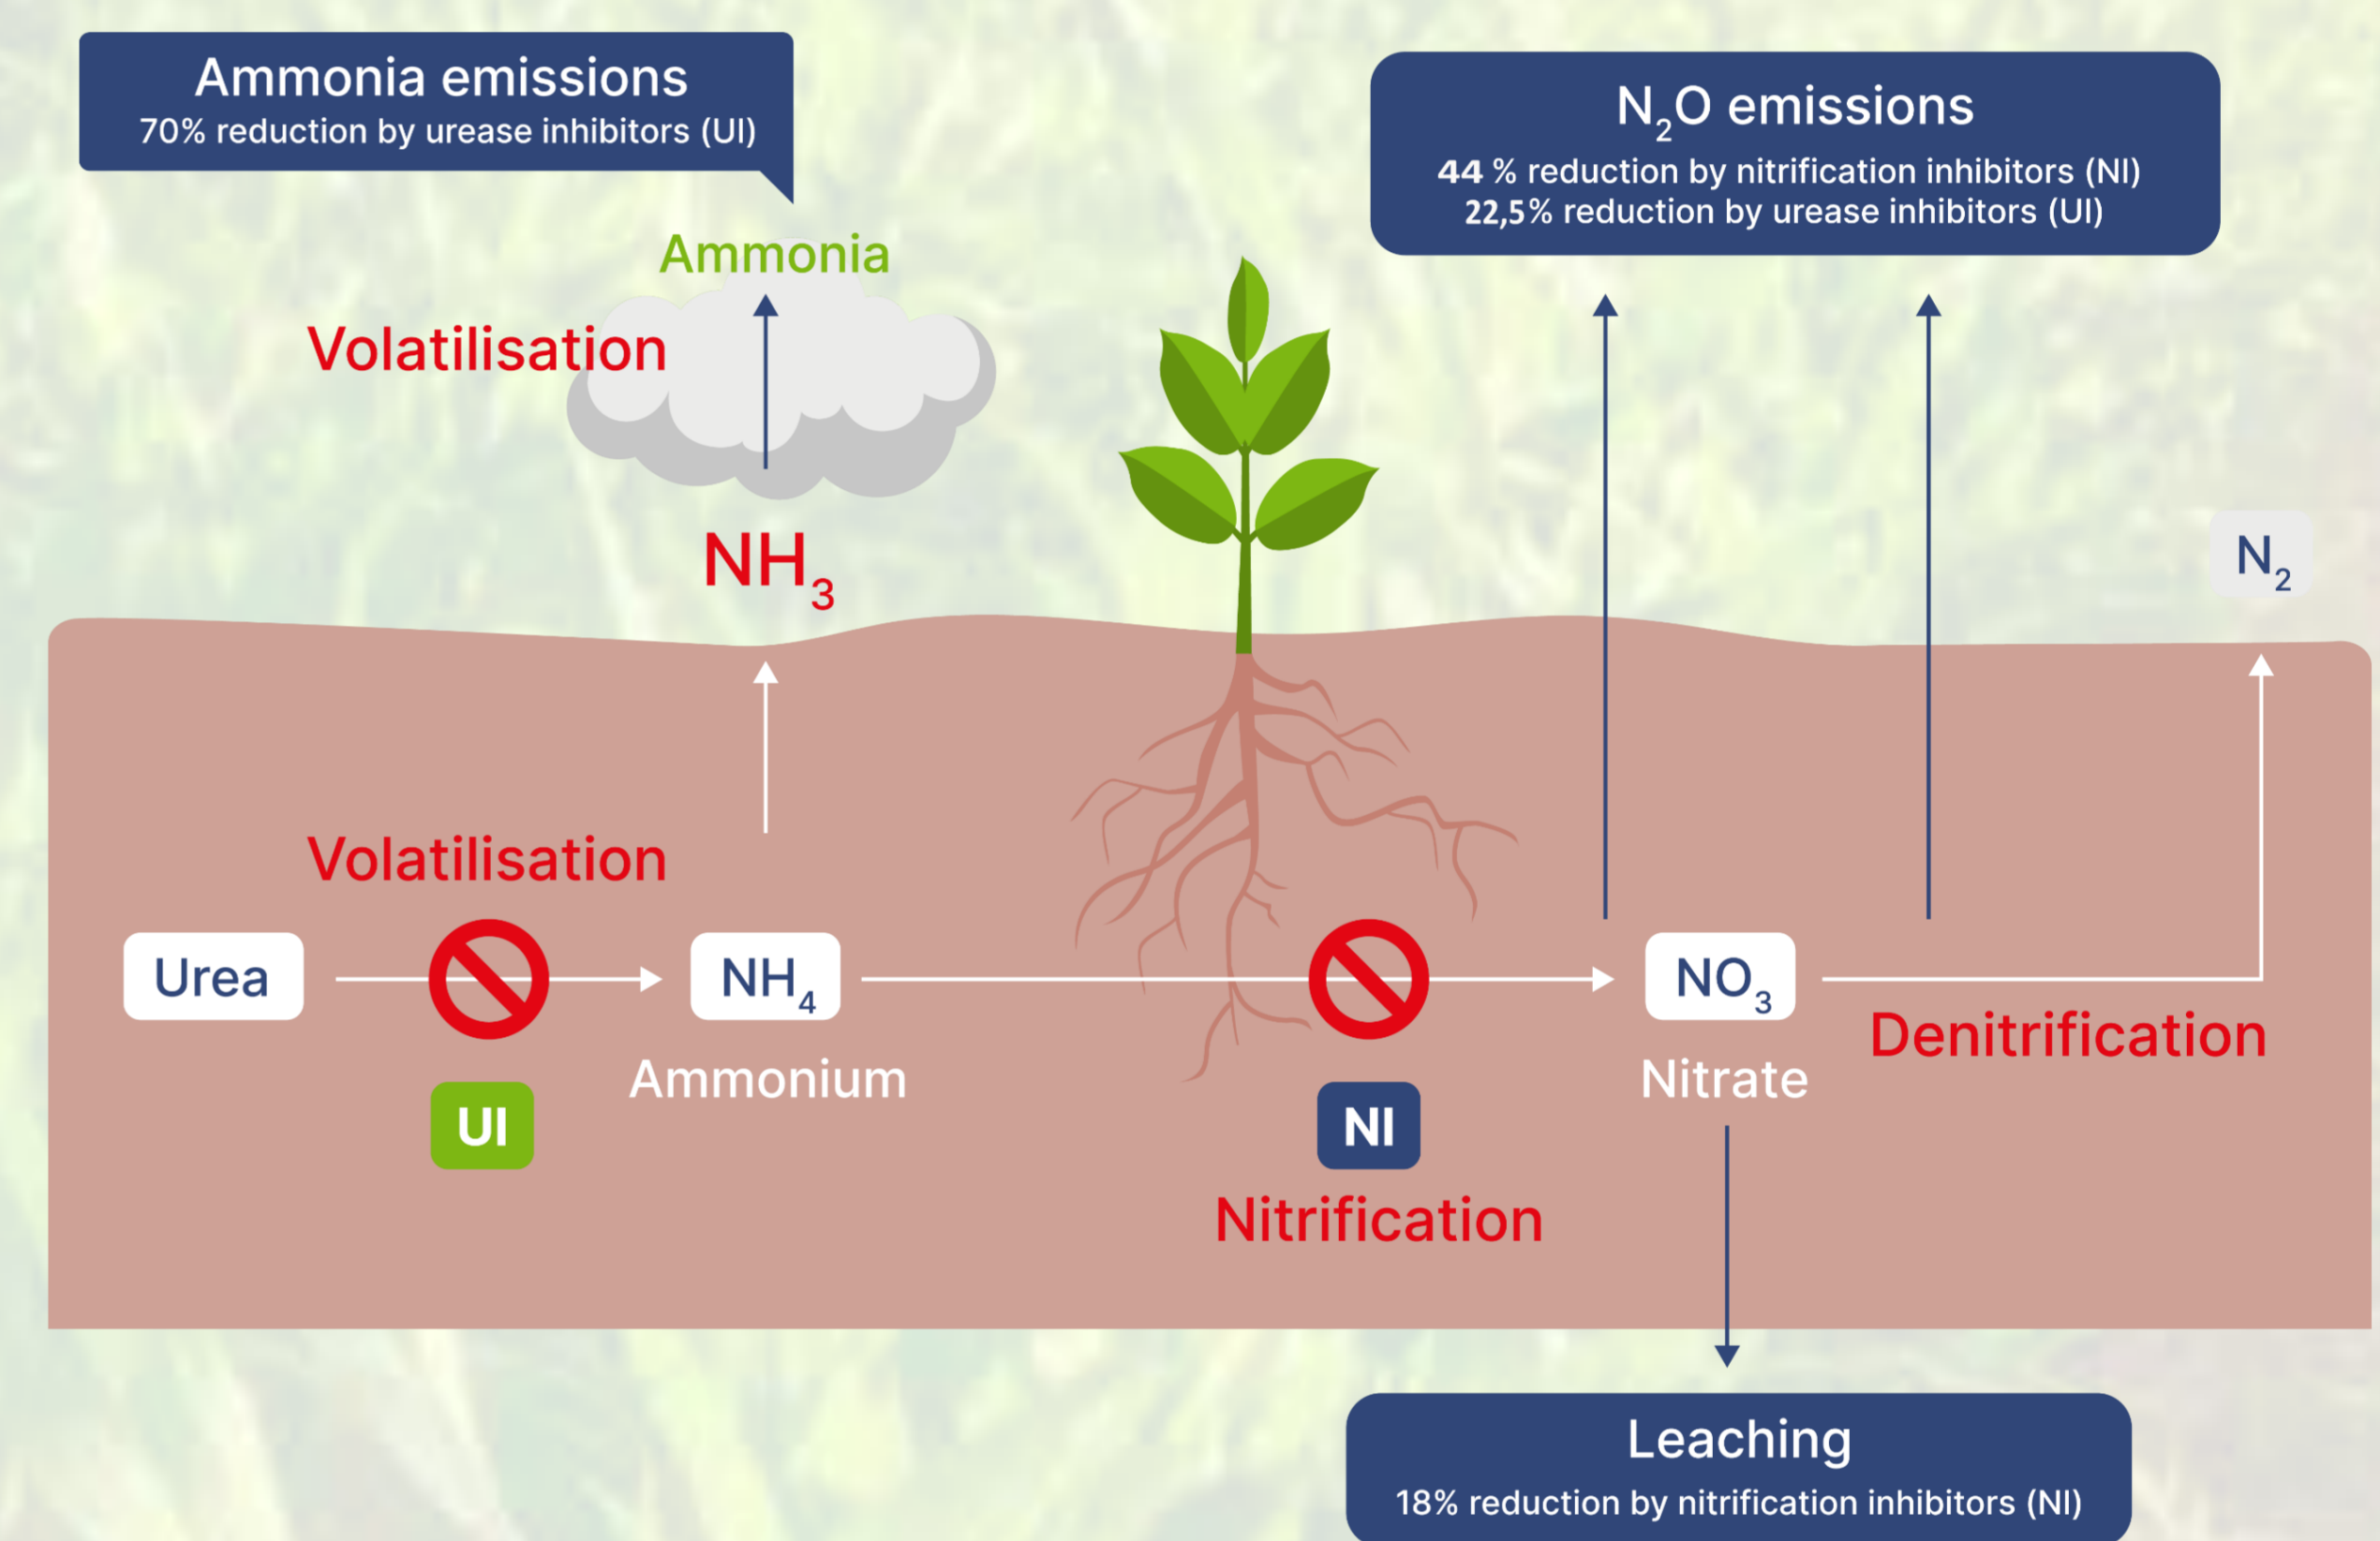 Ammonia emissions
70% reduction by urease inhibitors (UI)
N₂O emissions
44 % reduction by nitrification inhibitors (NI)
22,5% reduction by urease inhibitors (UI)
Ammonia
Volatilisation
NH₃
N₂
Volatilisation
Urea
NH₄
NO₃
Denitrification
Ammonium
Nitrate
UI
NI
Nitrification
Leaching
18% reduction by nitrification inhibitors (NI)